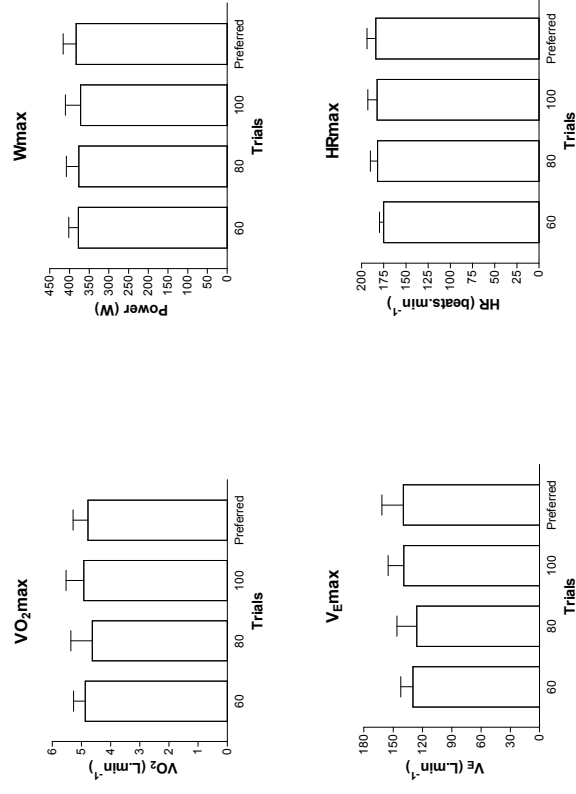 VO2max
VO2 (L.min-1)
6
5
4
3
2
1
0
60 80 100 Preferred
Trials
Wmax
Power (W)
450
400
350
300
250
200
150
100
50
0
60 80 100 Preferred
Trials
VEmax
VE (L.min-1)
180
150
120
90
60
30
0
60 80 100 Preferred
Trials
HRmax
HR (beats.min-1)
200
175
150
125
100
75
50
25
0
60 80 100 Preferred
Trials